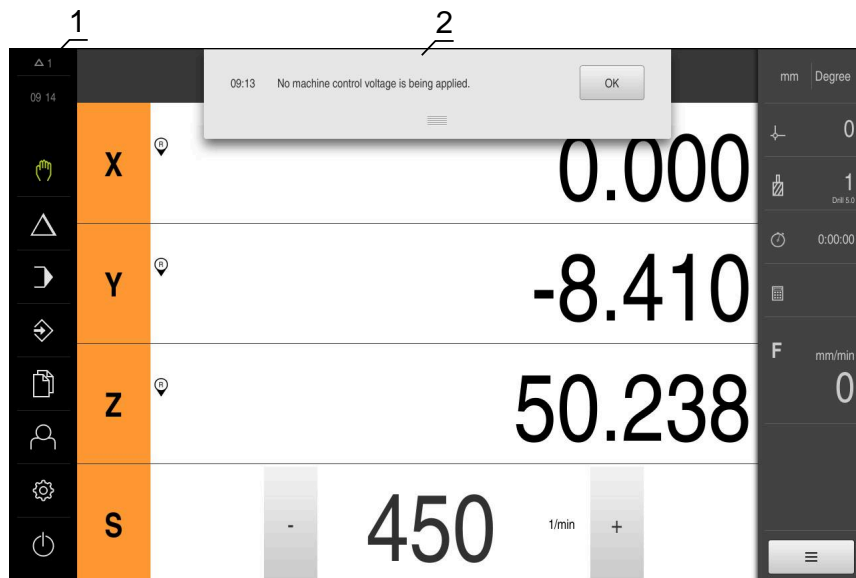 1
2
1
09 14
09:13 No machine control voltage is being applied. OK
mm Degree
X R 0.000
0
1
Drill 5.0
Y R -8.410
0:00:00
Z R 50.238
F mm/min
0
S - 450 1/min +